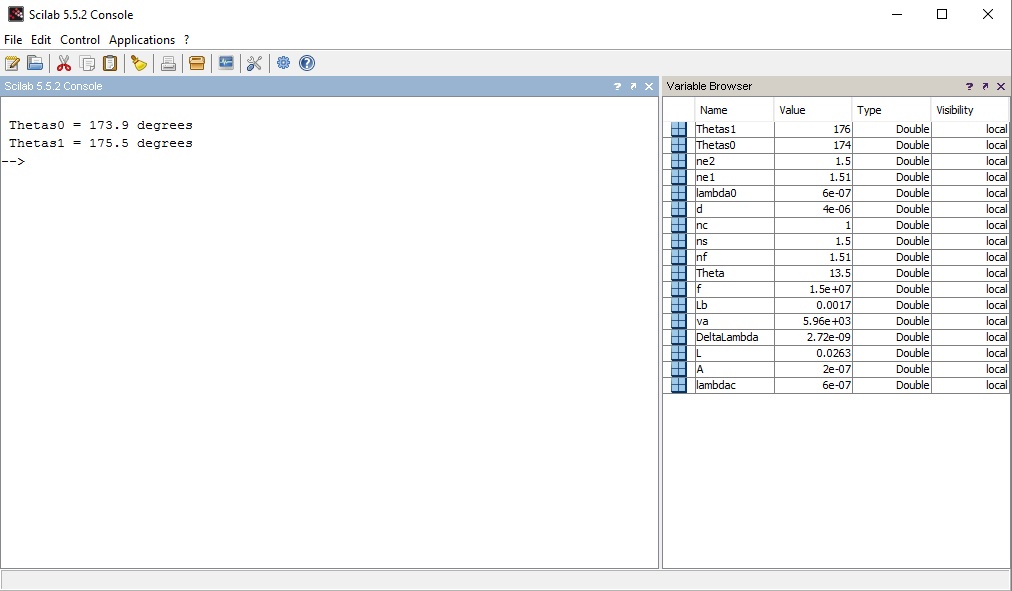 Scilab 5.5.2 Console
File Edit Control Applications ?
Scilab 5.5.2 Console ? 
Thetas0 = 173.9 degrees
Thetas1 = 175.5 degrees
-->
Variable Browser ?
Name Value Type Visibility
Thetas1 176 Double local
Thetas0 174 Double local
ne2 1.5 Double local
ne1 1.51 Double local
lambda0 6e-07 Double local
d 4e-06 Double local
nc 1 Double local
ns 1.5 Double local
nf 1.51 Double local
Theta 13.5 Double local
f 1.5e+07 Double local
Lb 0.0017 Double local
va 5.96e+03 Double local
DeltaLambda 2.72e-09 Double local
L 0.0263 Double local
A 2e-07 Double local
lambdac 6e-07 Double local